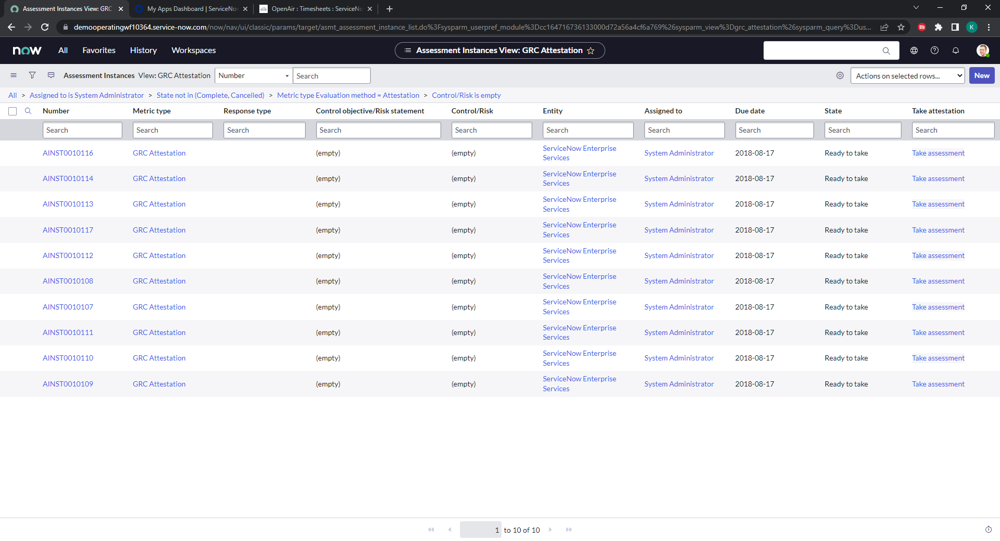 Assessment Instances View: GRC
My Apps Dashboard | ServiceNo
OpenAir : Timesheets : ServiceNo
demooperatingwf10364.service-now.com/now/nav/ui/classic/params/target/asmt_assessment_instance_list.do%3Fsysparm_userpref_module%3Dcc164716736133000d72a56a4cf6a769%26sysparm_view%3Dgrc_attestation%26sysparm_query%3Dus...
K
now All Favorites History Workspaces
Assessment Instances View: GRC Attestation
Assessment Instances View: GRC Attestation Number Search Actions on selected rows... New
All > Assigned to is System Administrator > State not in (Complete, Cancelled) > Metric type Evaluation method = Attestation > Control/Risk is empty
Number Metric type Response type Control objective/Risk statement Control/Risk Entity Assigned to Due date State Take attestation
Search Search Search Search Search Search Search Search Search Search
AINST0010116 GRC Attestation (empty) (empty) ServiceNow Enterprise Services System Administrator 2018-08-17 Ready to take Take assessment
AINST0010114 GRC Attestation (empty) (empty) ServiceNow Enterprise Services System Administrator 2018-08-17 Ready to take Take assessment
AINST0010113 GRC Attestation (empty) (empty) ServiceNow Enterprise Services System Administrator 2018-08-17 Ready to take Take assessment
AINST0010117 GRC Attestation (empty) (empty) ServiceNow Enterprise Services System Administrator 2018-08-17 Ready to take Take assessment
AINST0010112 GRC Attestation (empty) (empty) ServiceNow Enterprise Services System Administrator 2018-08-17 Ready to take Take assessment
AINST0010108 GRC Attestation (empty) (empty) ServiceNow Enterprise Services System Administrator 2018-08-17 Ready to take Take assessment
AINST0010107 GRC Attestation (empty) (empty) ServiceNow Enterprise Services System Administrator 2018-08-17 Ready to take Take assessment
AINST0010111 GRC Attestation (empty) (empty) ServiceNow Enterprise Services System Administrator 2018-08-17 Ready to take Take assessment
AINST0010110 GRC Attestation (empty) (empty) ServiceNow Enterprise Services System Administrator 2018-08-17 Ready to take Take assessment
AINST0010109 GRC Attestation (empty) (empty) ServiceNow Enterprise Services System Administrator 2018-08-17 Ready to take Take assessment
1 to 10 of 10